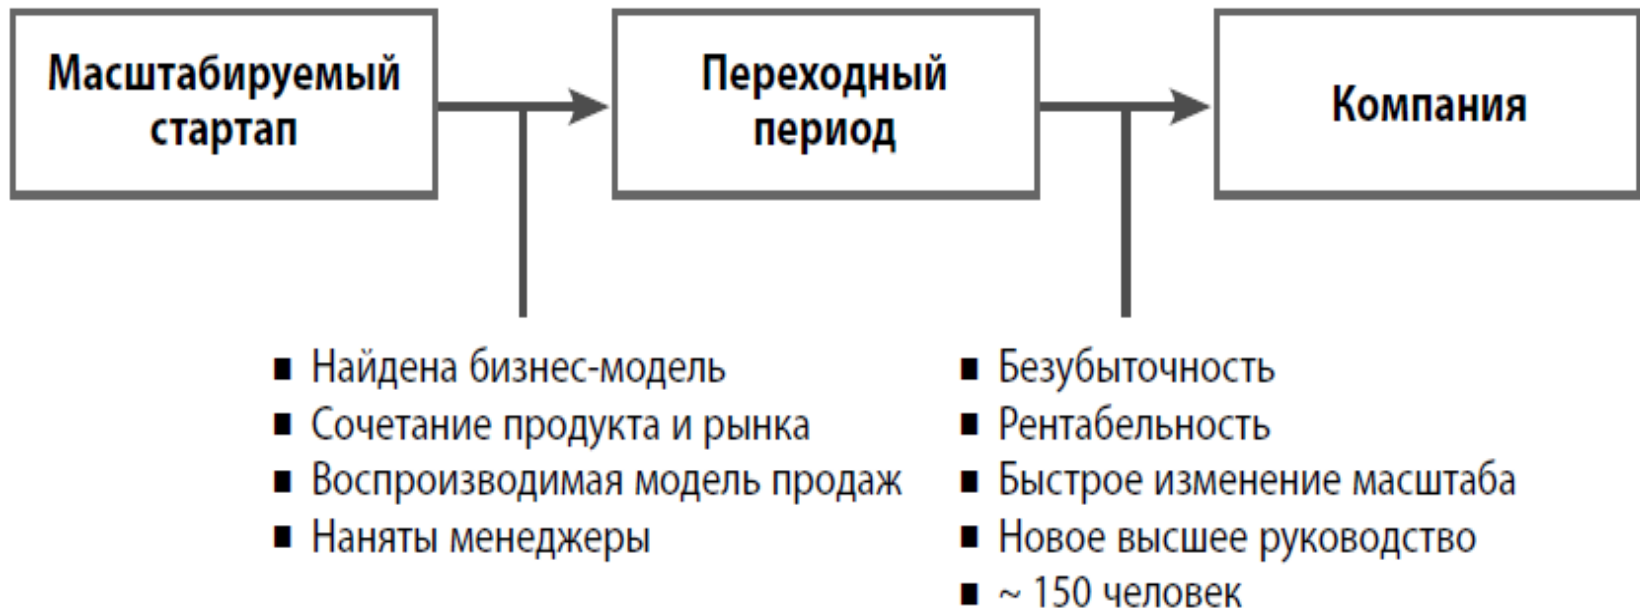 Масштабируемый
стартап
Переходный
период
Компания
■ Найдена бизнес-модель
■ Сочетание продукта и рынка
■ Воспроизводимая модель продаж
■ Наняты менеджеры
■ Безубыточность
■ Рентабельность
■ Быстрое изменение масштаба
■ Новое высшее руководство
■ ~ 150 человек